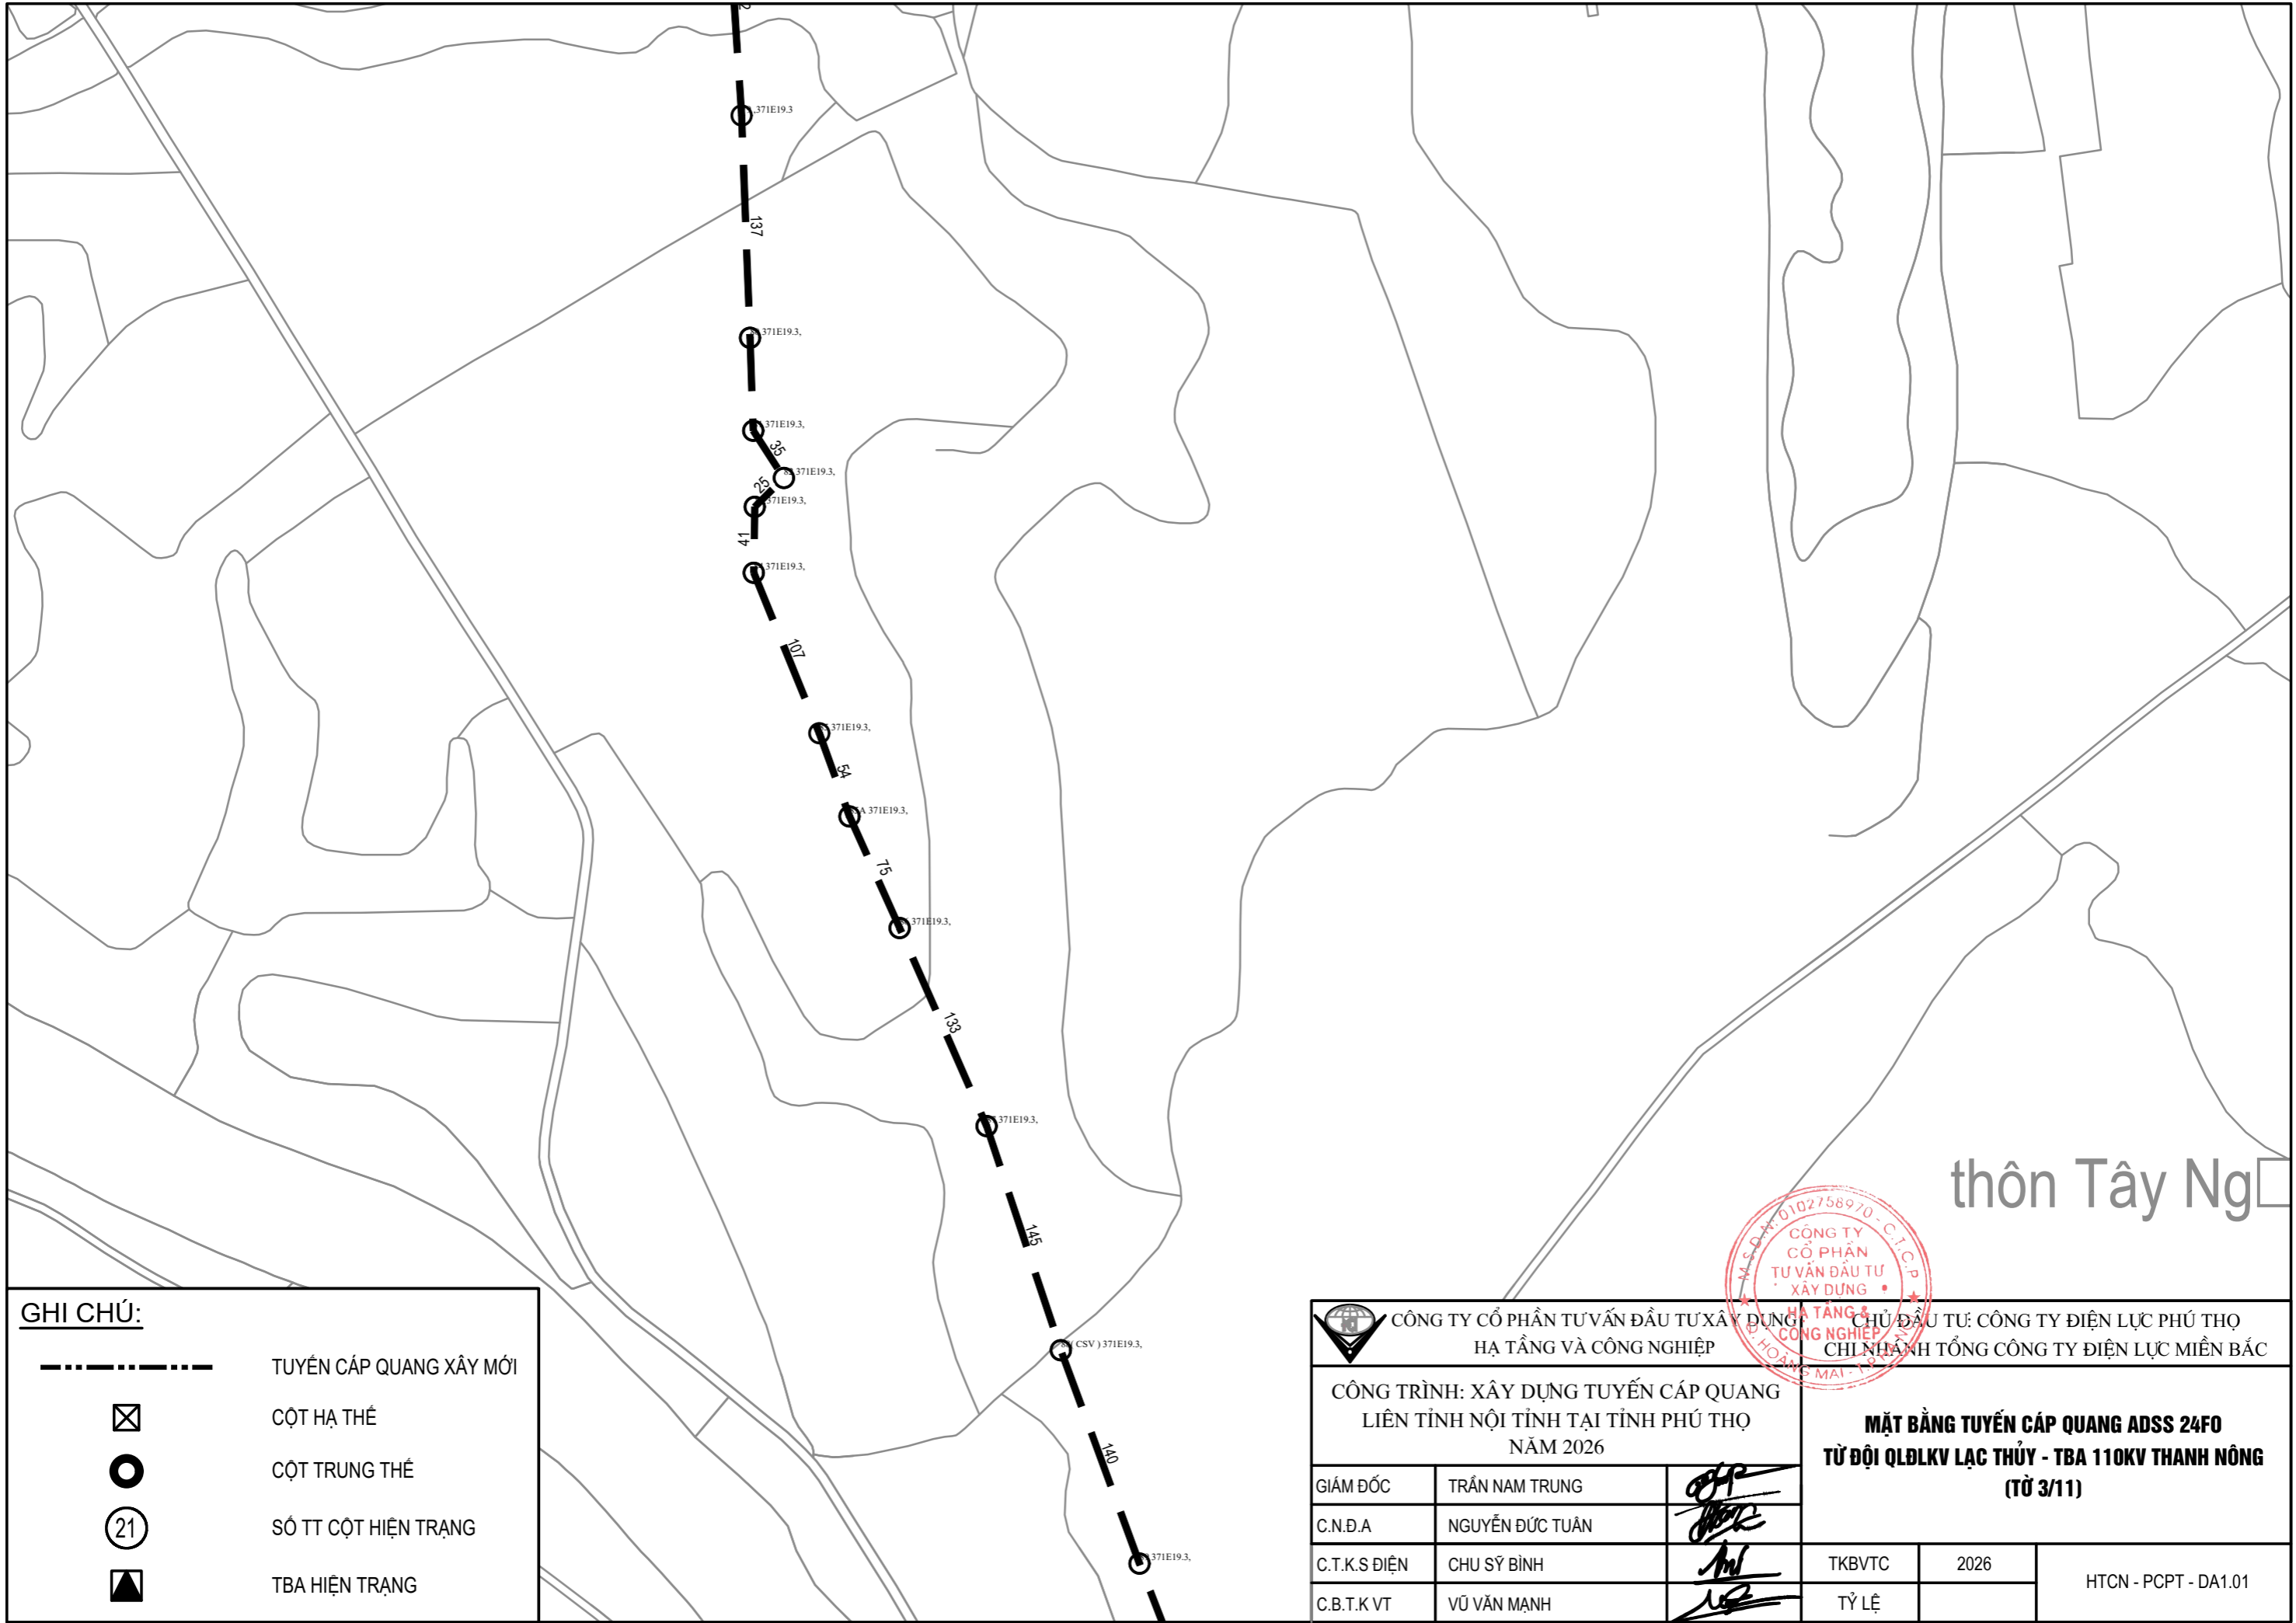 371E19.3
137
371E19.3,
371E19.3,
35
82 371E19.3,
25
371E19.3,
41
371E19.3,
107
371E19.3,
54
371E19.3,
75
371E19.3,
133
371E19.3,
145
( CSV ) 371E19.3,
140
371E19.3,
thôn Tây Ng
GHI CHÚ:
TUYẾN CÁP QUANG XÂY MỚI
CỘT HẠ THẾ
CỘT TRUNG THẾ
21
SỐ TT CỘT HIỆN TRẠNG
TBA HIỆN TRẠNG
M.S.D.N: 0102758970 - C.T.C.P
CÔNG TY
CỔ PHẦN
TƯ VẤN ĐẦU TƯ
XÂY DỰNG
HẠ TẦNG &
CÔNG NGHIỆP
Q. HOÀNG MAI - T.P HÀ NỘI
CÔNG TY CỔ PHẦN TƯ VẤN ĐẦU TƯ XÂY DỰNG
HẠ TẦNG VÀ CÔNG NGHIỆP
CHỦ ĐẦU TƯ: CÔNG TY ĐIỆN LỰC PHÚ THỌ
CHI NHÁNH TỔNG CÔNG TY ĐIỆN LỰC MIỀN BẮC
CÔNG TRÌNH: XÂY DỰNG TUYẾN CÁP QUANG
LIÊN TỈNH NỘI TỈNH TẠI TỈNH PHÚ THỌ
NĂM 2026
MẶT BẰNG TUYẾN CÁP QUANG ADSS 24FO
TỪ ĐỘI QLĐLKV LẠC THỦY - TBA 110KV THANH NÔNG
(TỜ 3/11)
GIÁM ĐỐC TRẦN NAM TRUNG
C.N.Đ.A NGUYỄN ĐỨC TUÂN
C.T.K.S ĐIỆN CHU SỸ BÌNH
C.B.T.K VT VŨ VĂN MẠNH
TKBVTC 2026
TỶ LỆ
HTCN - PCPT - DA1.01